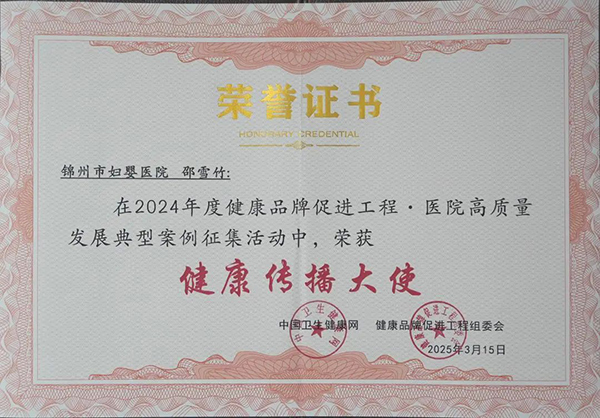 荣誉证书
HONORARY CREDENTIAL
锦州市妇婴医院 邵雪竹:
在2024年度健康品牌促进工程·医院高质量
发展典型案例征集活动中，荣获
健康传播大使
中国卫生健康网 健康品牌促进工程组委会
2025年3月15日